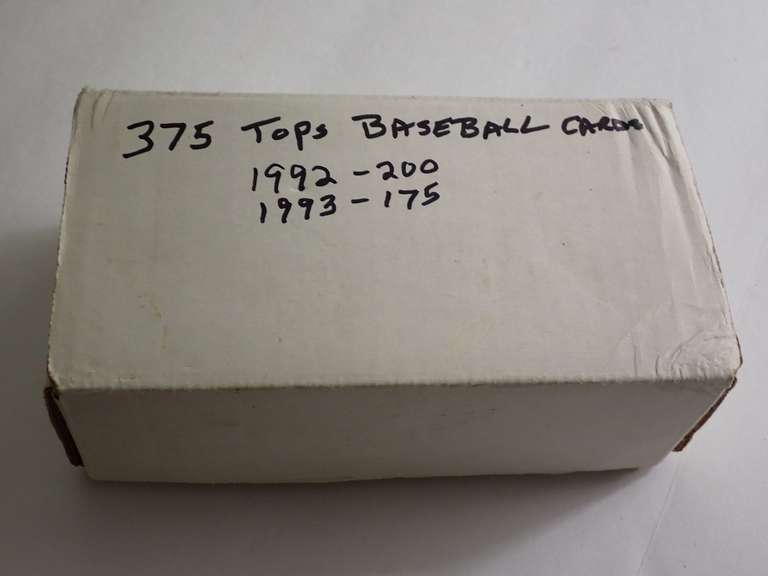 375 Tops BASEBALL CARDS
1992 - 200
1993 - 175